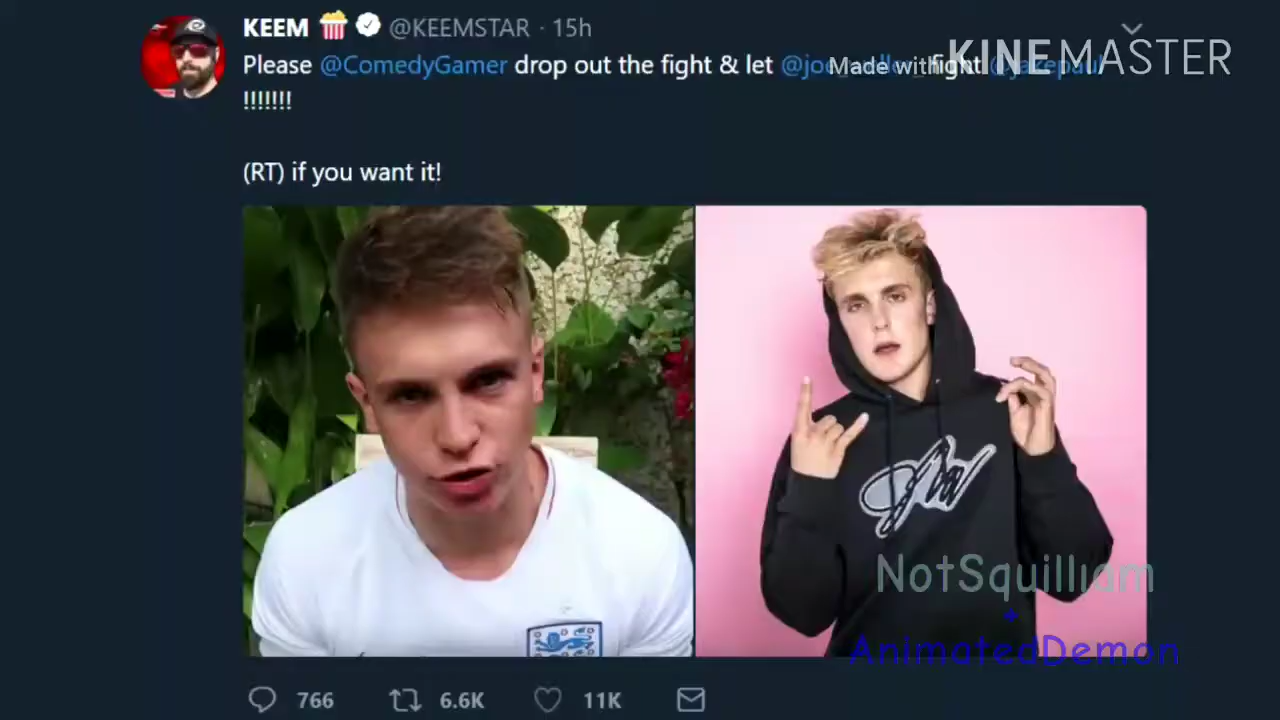 KEEM @KEEMSTAR · 15h
Please @ComedyGamer drop out the fight & let fight
!!!!!!!
Made with KINEMASTER
(RT) if you want it!
NotSquilliam
+
AnimatedDemon
766 6.6K 11K